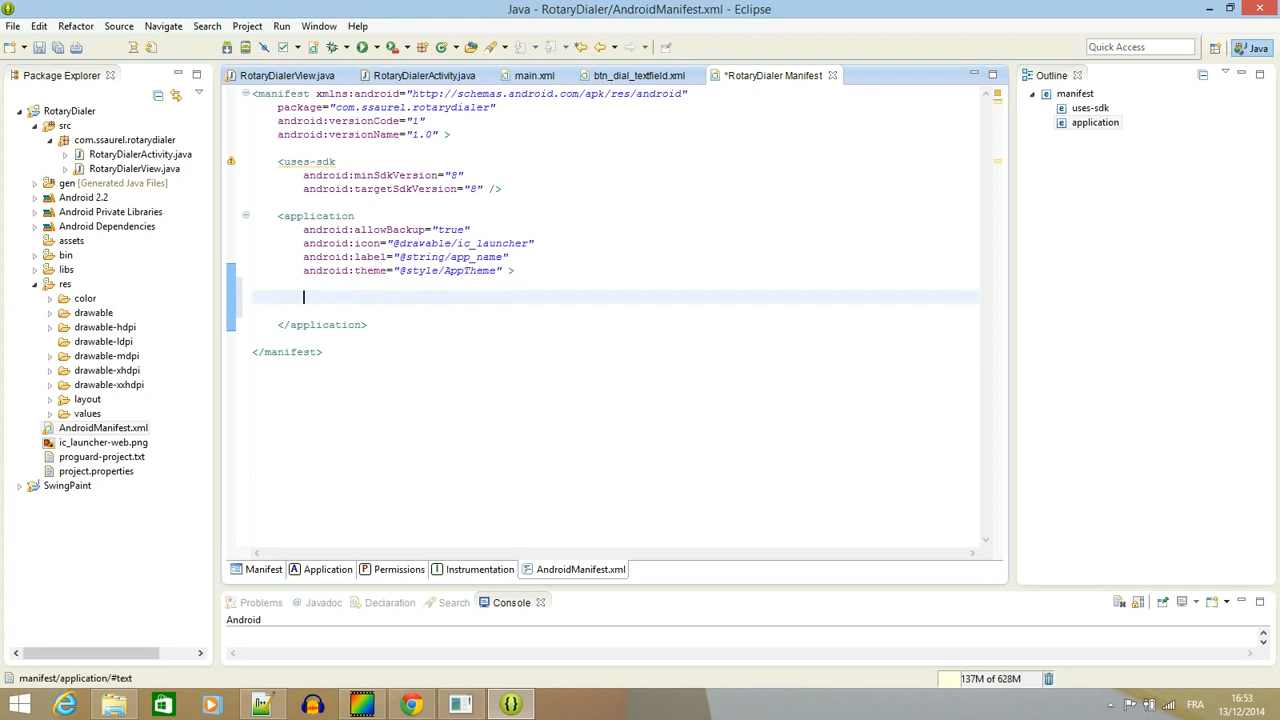 Java - RotaryDialer/AndroidManifest.xml - Eclipse
File Edit Refactor Source Navigate Search Project Run Window Help
Quick Access
Java
Package Explorer
RotaryDialer
src
com.ssaurel.rotarydialer
RotaryDialerActivity.java
RotaryDialerView.java
gen [Generated Java Files]
Android 2.2
Android Private Libraries
Android Dependencies
assets
bin
libs
res
color
drawable
drawable-hdpi
drawable-ldpi
drawable-mdpi
drawable-xhdpi
drawable-xxhdpi
layout
values
AndroidManifest.xml
ic_launcher-web.png
proguard-project.txt
project.properties
SwingPaint
RotaryDialerView.java RotaryDialerActivity.java main.xml btn_dial_textfield.xml *RotaryDialer Manifest
<manifest xmlns:android="http://schemas.android.com/apk/res/android"
package="com.ssaurel.rotarydialer"
android:versionCode="1"
android:versionName="1.0" >
<uses-sdk
android:minSdkVersion="8"
android:targetSdkVersion="8" />
<application
android:allowBackup="true"
android:icon="@drawable/ic_launcher"
android:label="@string/app_name"
android:theme="@style/AppTheme" >
</application>
</manifest>
Manifest A Application P Permissions I Instrumentation AndroidManifest.xml
Outline
manifest
uses-sdk
application
Problems @ Javadoc Declaration Search Console
Android
manifest/application/#text
137M of 628M
FRA
16:53
13/12/2014